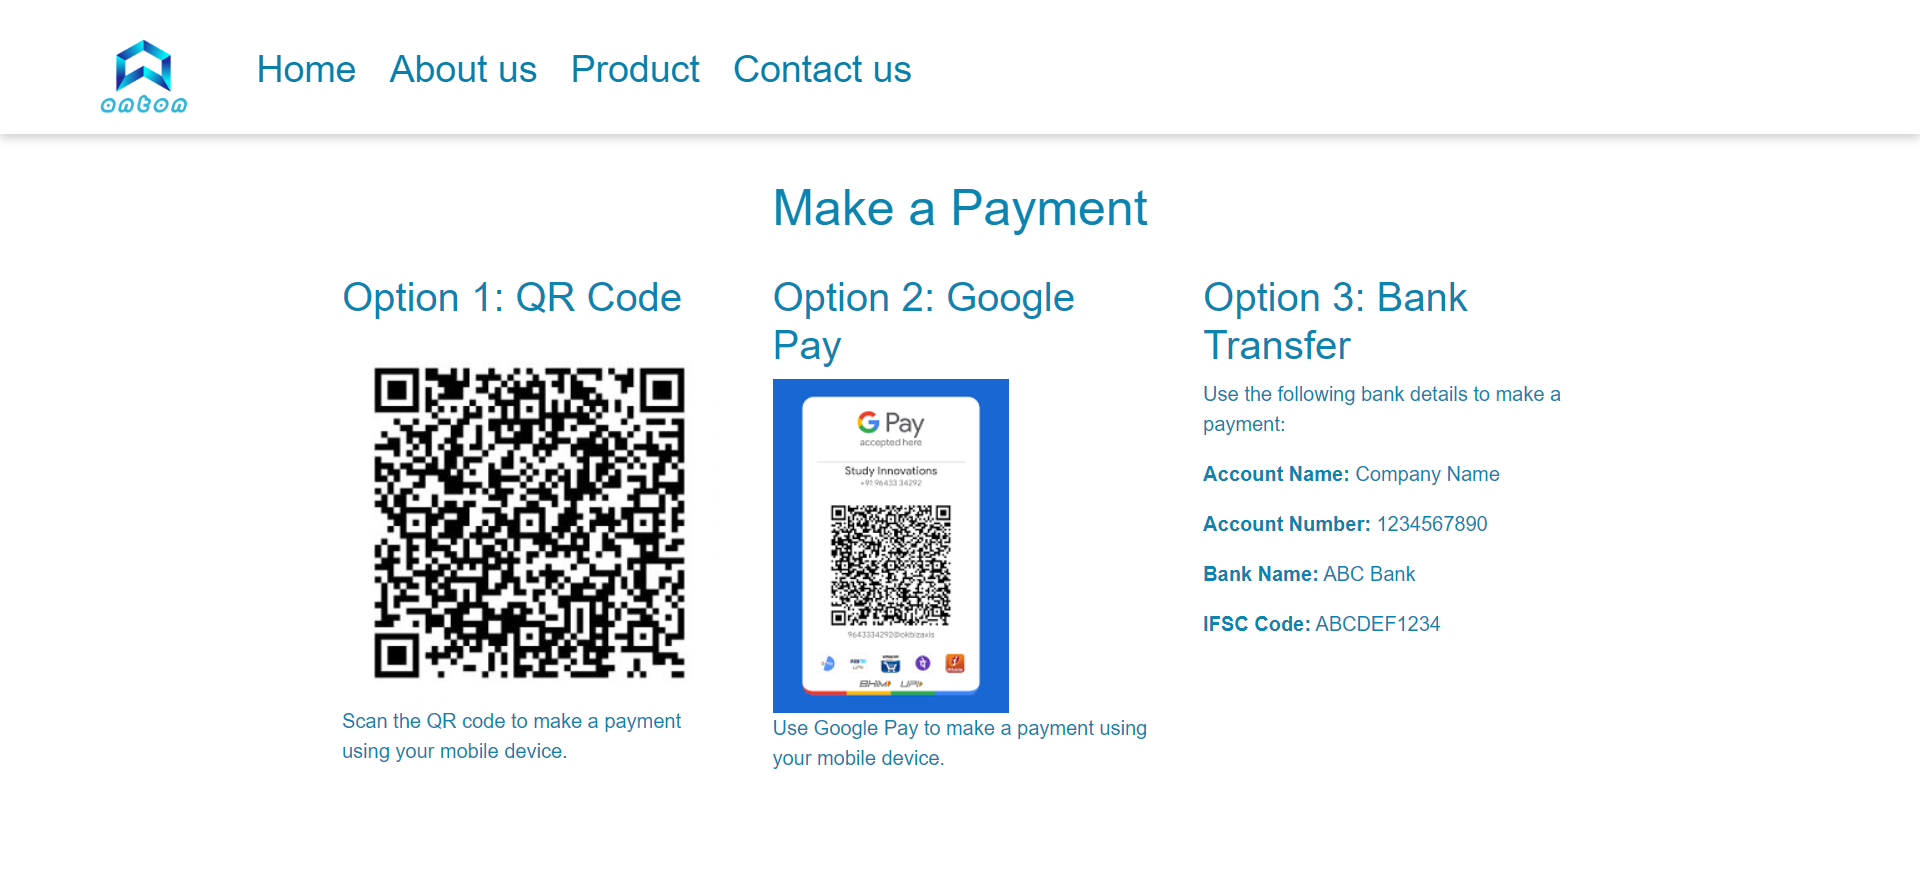 onton
Home About us Product Contact us
Make a Payment
Option 1: QR Code
Scan the QR code to make a payment
using your mobile device.
Option 2: Google
Pay
G Pay
accepted here
Study Innovations
+91 96433 34292
9643334292@okbizaxis
BHIM UPI
Use Google Pay to make a payment using
your mobile device.
Option 3: Bank
Transfer
Use the following bank details to make a
payment:
Account Name: Company Name
Account Number: 1234567890
Bank Name: ABC Bank
IFSC Code: ABCDEF1234